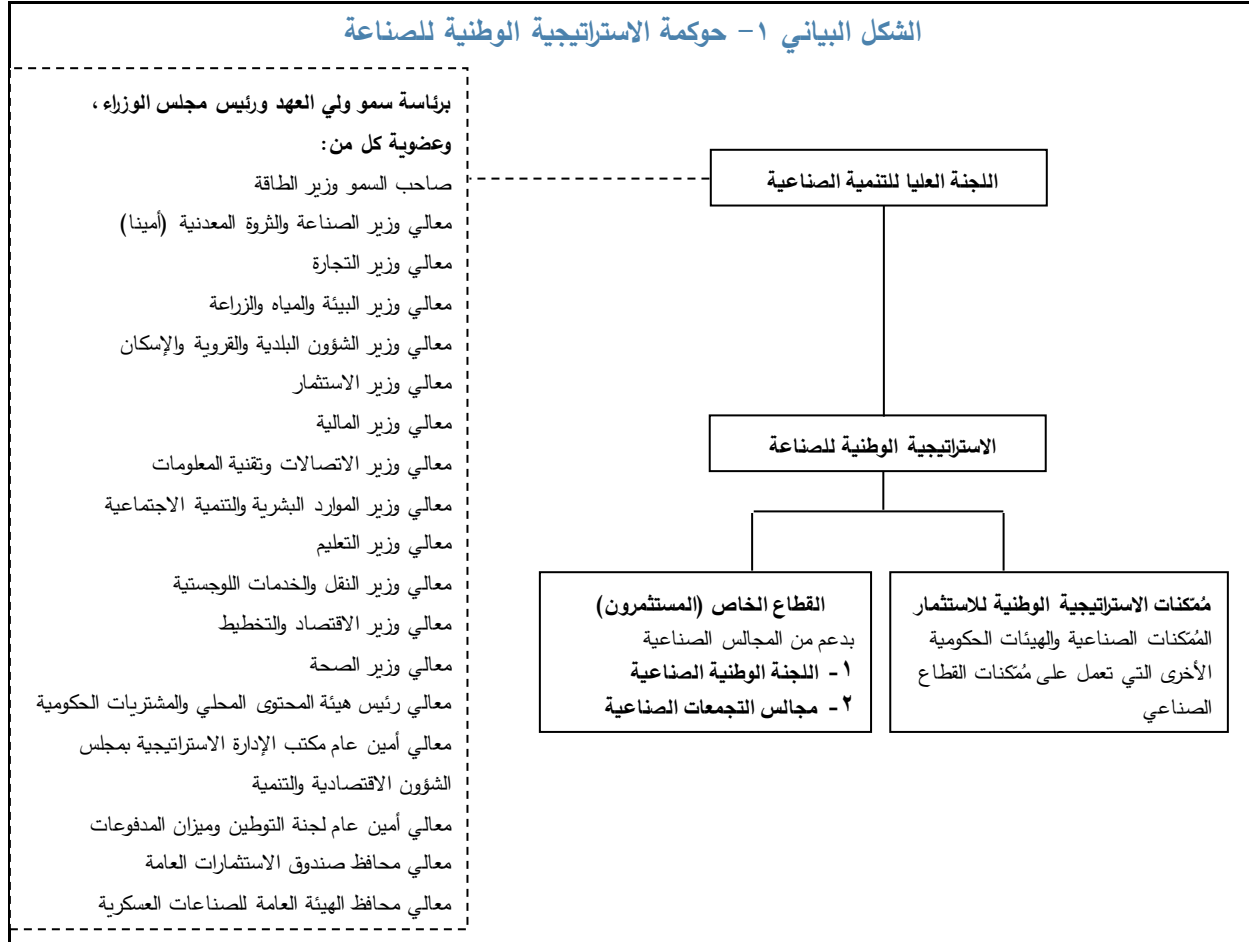 الشكل البياني ١- حوكمة الاستراتيجية الوطنية للصناعة
اللجنة العليا للتنمية الصناعية
برئاسة سمو ولي العهد ورئيس مجلس الوزراء،
وعضوية كل من:
صاحب السمو وزير الطاقة
معالي وزير الصناعة والثروة المعدنية (أمينا)
معالي وزير التجارة
معالي وزير البيئة والمياه والزراعة
معالي وزير الشؤون البلدية والقروية والإسكان
معالي وزير الاستثمار
معالي وزير المالية
معالي وزير الاتصالات وتقنية المعلومات
معالي وزير الموارد البشرية والتنمية الاجتماعية
معالي وزير التعليم
معالي وزير النقل والخدمات اللوجستية
معالي وزير الاقتصاد والتخطيط
معالي وزير الصحة
معالي رئيس هيئة المحتوى المحلي والمشتريات الحكومية
معالي أمين عام مكتب الإدارة الاستراتيجية بمجلس
الشؤون الاقتصادية والتنمية
معالي أمين عام لجنة التوطين وميزان المدفوعات
معالي محافظ صندوق الاستثمارات العامة
معالي محافظ الهيئة العامة للصناعات العسكرية
الاستراتيجية الوطنية للصناعة
مُمّكنات الاستراتيجية الوطنية للاستثمار
المُمّكنات الصناعية والهيئات الحكومية
الأخرى التي تعمل على مُمّكنات القطاع
الصناعي
القطاع الخاص (المستثمرون)
بدعم من المجالس الصناعية
١- اللجنة الوطنية الصناعية
٢- مجالس التجمعات الصناعية